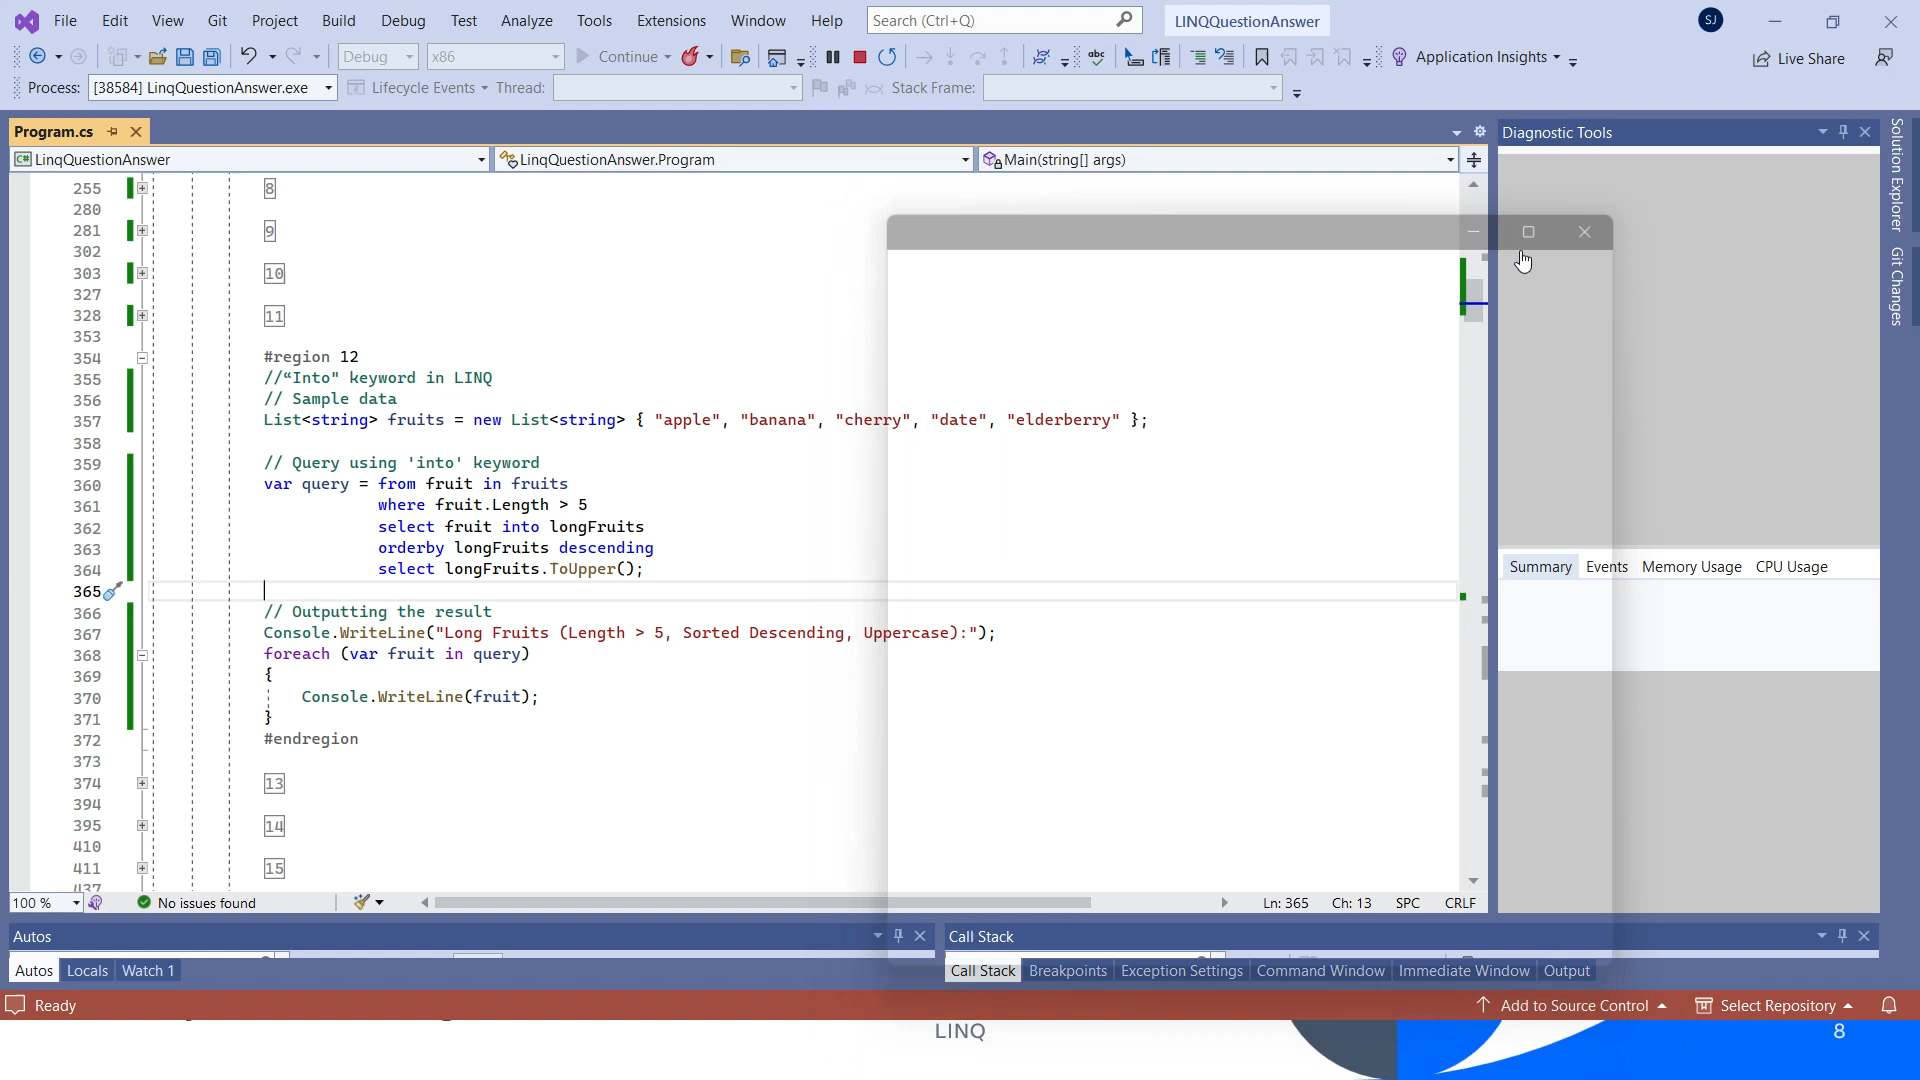 File Edit View Git Project Build Debug Test Analyze Tools Extensions Window Help Search (Ctrl+Q) LINQQuestionAnswer SJ
Debug x86 Continue Application Insights Live Share
Process: [38584] LinqQuestionAnswer.exe Lifecycle Events Thread: Stack Frame:
Program.cs Diagnostic Tools
LinqQuestionAnswer LinqQuestionAnswer.Program Main(string[] args)
255 8
280
281 9
302
303 10
327
328 11
353
354 #region 12
355 //“Into" keyword in LINQ
356 // Sample data
357 List<string> fruits = new List<string> { "apple", "banana", "cherry", "date", "elderberry" };
358
359 // Query using 'into' keyword
360 var query = from fruit in fruits
361 where fruit.Length > 5
362 select fruit into longFruits
363 orderby longFruits descending
364 select longFruits.ToUpper();
365
366 // Outputting the result
367 Console.WriteLine("Long Fruits (Length > 5, Sorted Descending, Uppercase):");
368 foreach (var fruit in query)
369 {
370 Console.WriteLine(fruit);
371 }
372 #endregion
373
374 13
394
395 14
410
411 15
437
Solution Explorer
Git Changes
Summary Events Memory Usage CPU Usage
100 % No issues found Ln: 365 Ch: 13 SPC CRLF
Autos Call Stack
Autos Locals Watch 1 Call Stack Breakpoints Exception Settings Command Window Immediate Window Output
Ready Add to Source Control Select Repository
LINQ 8